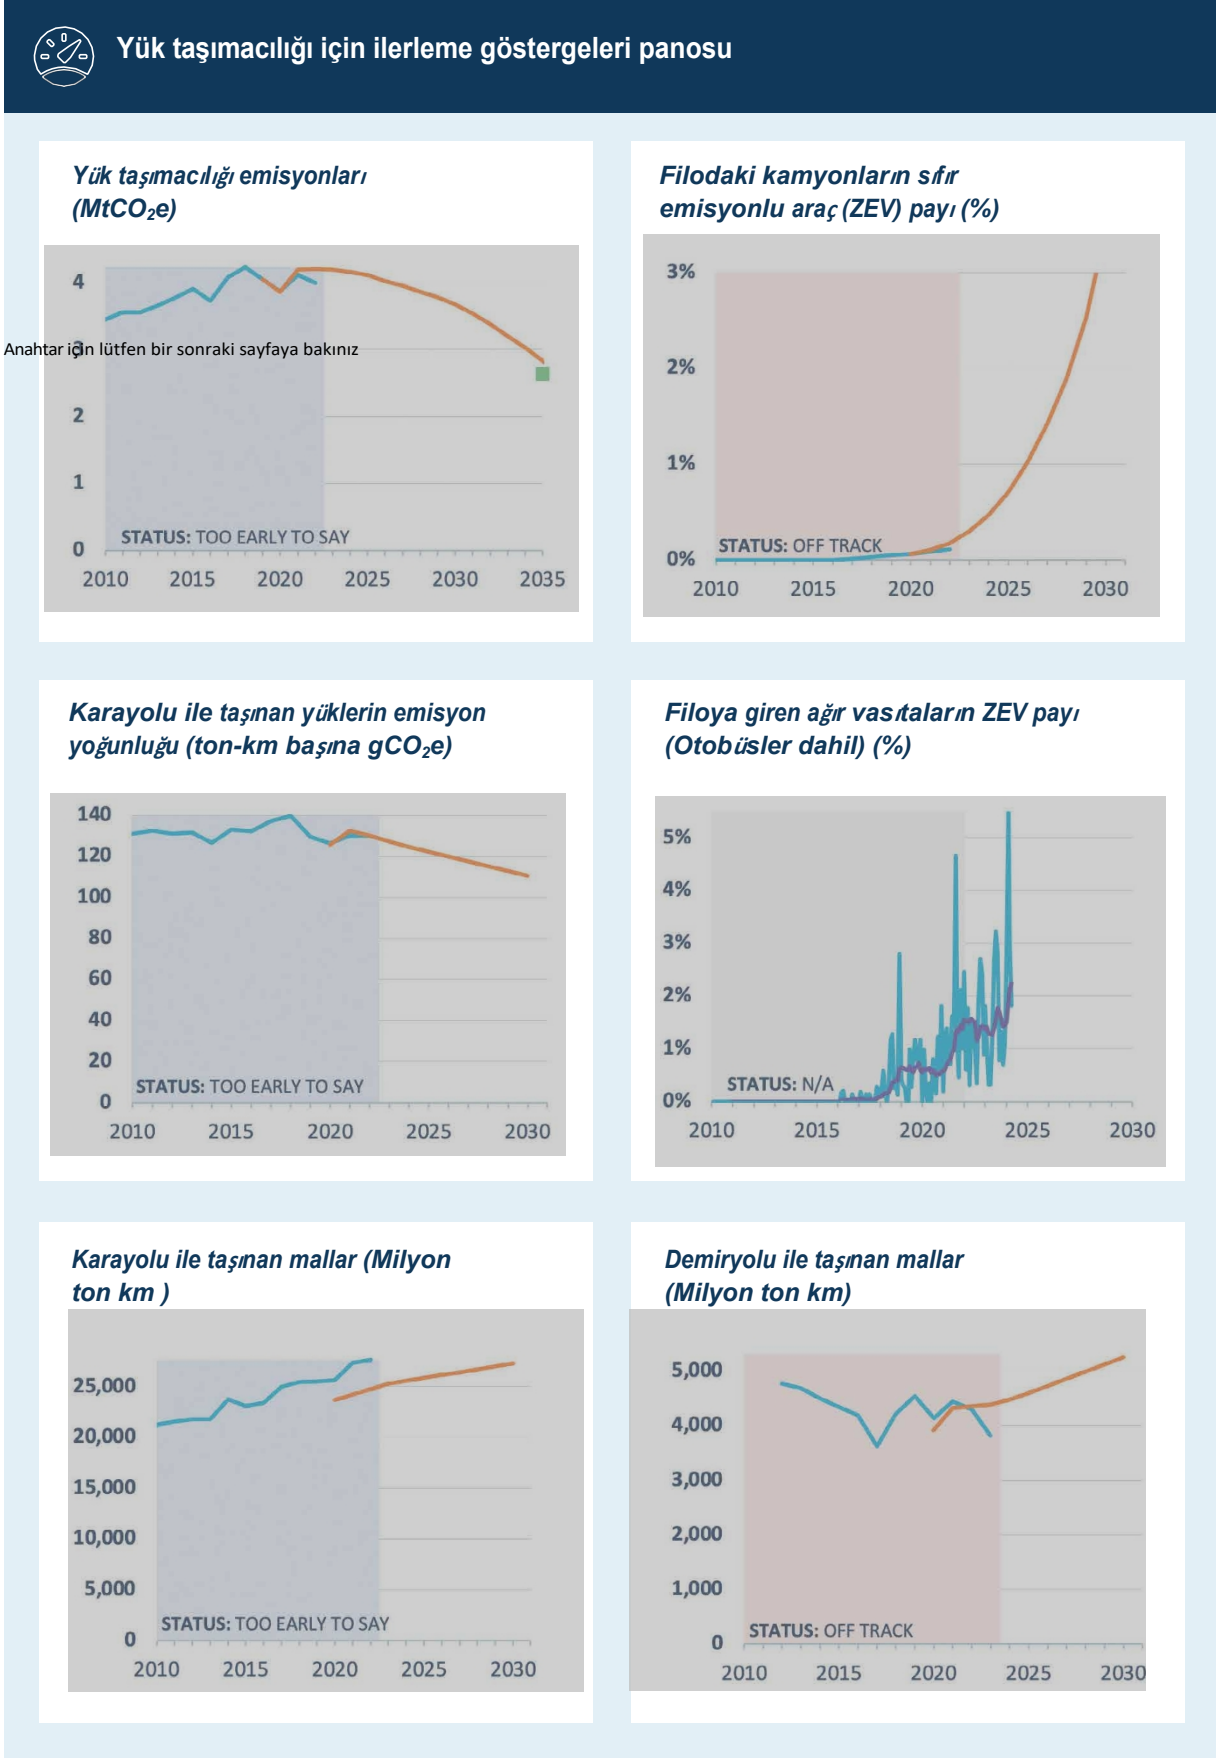 Yük taşımacılığı için ilerleme göstergeleri panosu
Yük taşımacılığı emisyonları
(MtCO₂e)
4
3
2
1
0
Anahtar için lütfen bir sonraki sayfaya bakınız
STATUS: TOO EARLY TO SAY
2010 2015 2020 2025 2030 2035
Filodaki kamyonların sıfır
emisyonlu araç (ZEV) payı (%)
3%
2%
1%
0%
STATUS: OFF TRACK
2010 2015 2020 2025 2030
Karayolu ile taşınan yüklerin emisyon
yoğunluğu (ton-km başına gCO₂e)
140
120
100
80
60
40
20
0
STATUS: TOO EARLY TO SAY
2010 2015 2020 2025 2030
Filoya giren ağır vasıtaların ZEV payı
(Otobüsler dahil) (%)
5%
4%
3%
2%
1%
0%
STATUS: N/A
2010 2015 2020 2025 2030
Karayolu ile taşınan mallar (Milyon
ton km )
25,000
20,000
15,000
10,000
5,000
0
STATUS: TOO EARLY TO SAY
2010 2015 2020 2025 2030
Demiryolu ile taşınan mallar
(Milyon ton km)
5,000
4,000
3,000
2,000
1,000
0
STATUS: OFF TRACK
2010 2015 2020 2025 2030